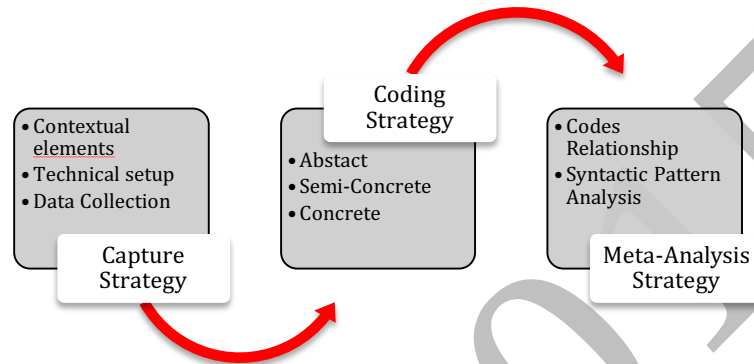 • Contextual
elements
• Technical setup
• Data Collection
Capture
Strategy
Coding
Strategy
• Abstact
• Semi-Concrete
• Concrete
• Codes
Relationship
• Syntactic Pattern
Analysis
Meta-Analysis
Strategy